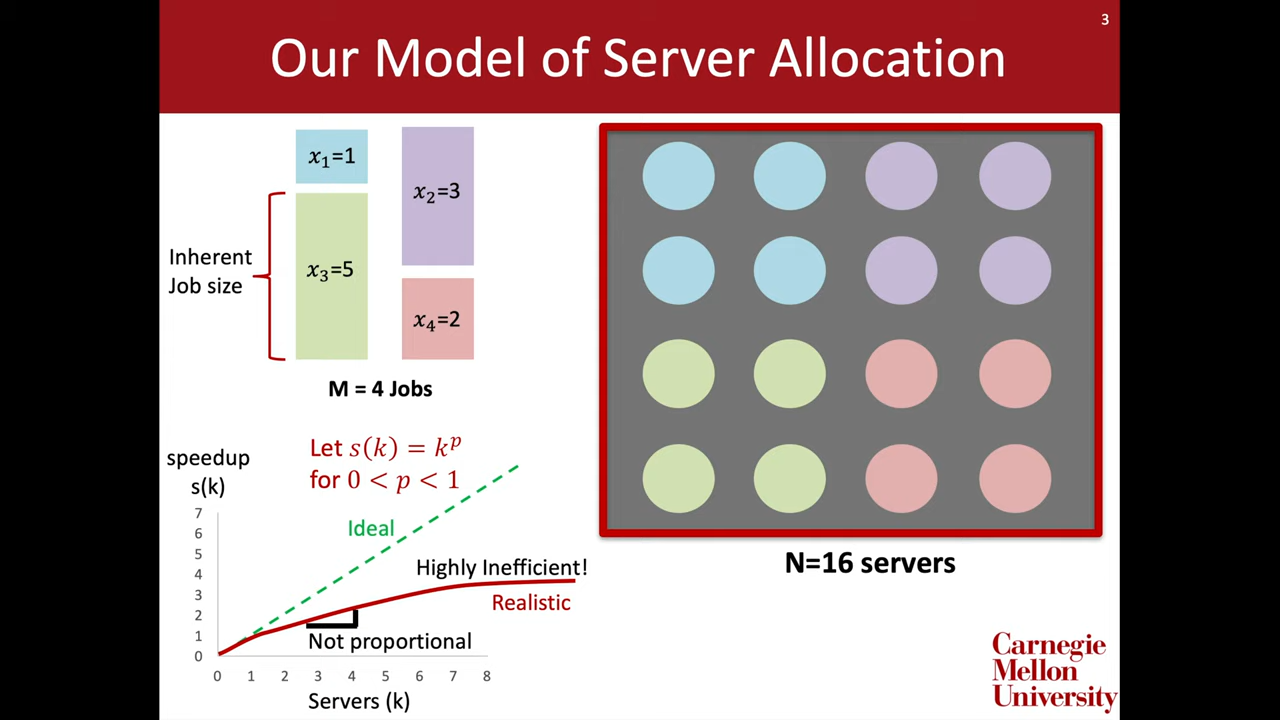 3
Our Model of Server Allocation
x₁=1
x₂=3
Inherent
Job size
x₃=5
x₄=2
M = 4 Jobs
N=16 servers
Let s(k) = kᵖ
for 0 < p < 1
speedup
s(k)
7
6
5
4
3
2
1
0
Ideal
Highly Inefficient!
Realistic
Not proportional
0 1 2 3 4 5 6 7 8
Servers (k)
Carnegie
Mellon
University